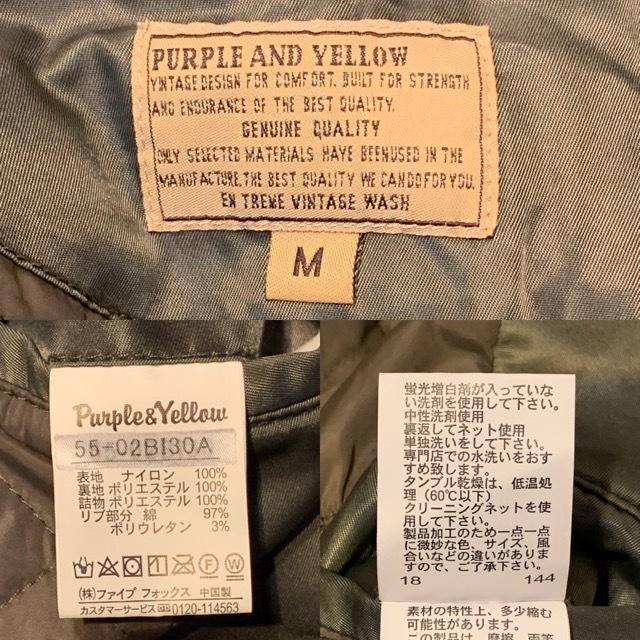 PURPLE AND YELLOW
VINTAGE DESIGN FOR COMFORT. BUILT FOR STRENGTH
AND ENDURANCE OF THE BEST QUALITY.
GENUINE QUALITY
ONLY SELECTED MATERIALS HAVE BEENUSED IN THE
MANUFACTURE,THE BEST QUALITY WE CANDOFORYOU.
EN TREME VINTAGE WASH
M
Purple&Yellow
55-02BI30A
表地 ナイロン 100%
裏地 ポリエステル 100%
詰物 ポリエステル 100%
リブ部分 綿 97%
ポリウレタン 3%
(株)ファイブ フォックス 中国製
カスタマーサービス 0120-114563
蛍光増白剤が入っていな
い洗剤を使用して下さい。
中性洗剤使用
裏返してネット使用
単独洗いをして下さい。
専門店での水洗いをおす
すめ致します。
タンブル乾燥は、低温処
理(60℃以下)
クリーニングネットを使
用して下さい。
製品加工のため一点一点
に微妙な色、サイズ、風
合いなどの違いがありま
すので、ご了承下さい。
18 144
素材の特性上、多少縮む
可能性があります。
この製品は、摩擦、雨等